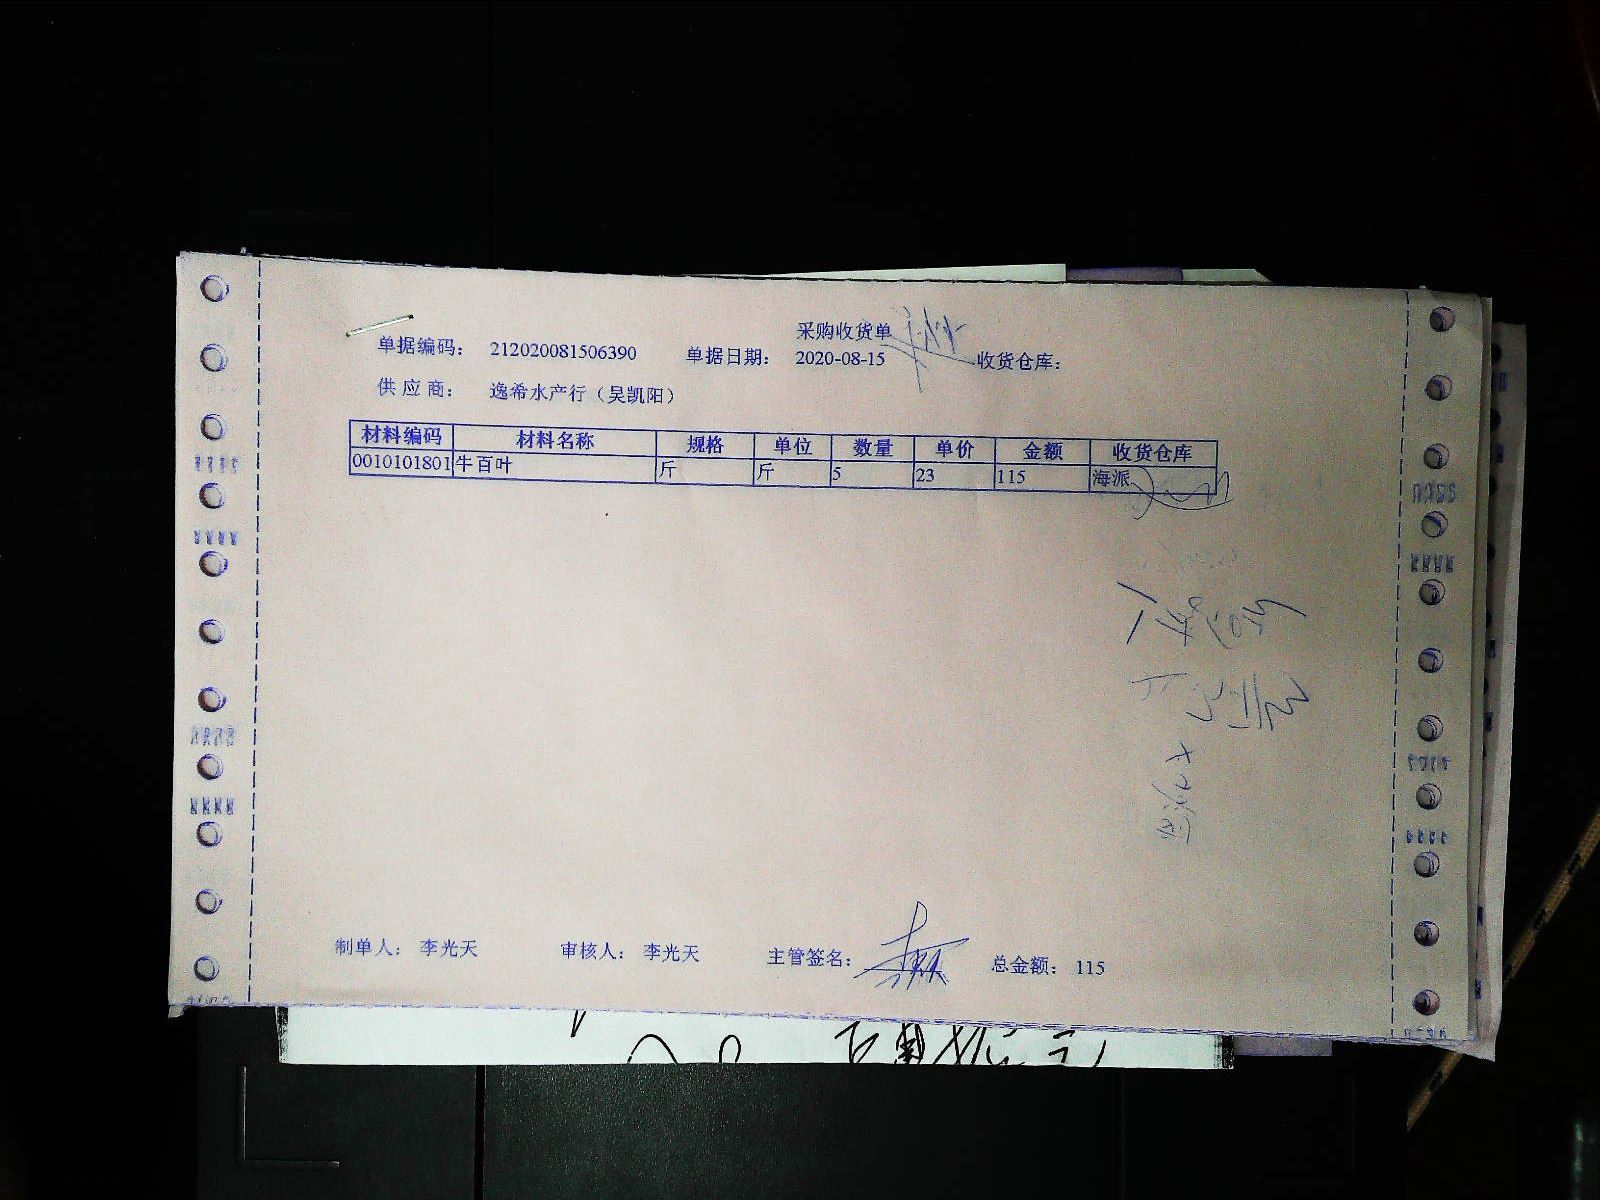 采购收货单
单据编码： 212020081506390 单据日期： 2020-08-15 收货仓库：
供 应 商： 逸希水产行（吴凯阳）
材料编码 材料名称 规格 单位 数量 单价 金额 收货仓库
0010101801 牛百叶 斤 斤 5 23 115 海派
制单人： 李光天 审核人： 李光天 主管签名： 总金额： 115